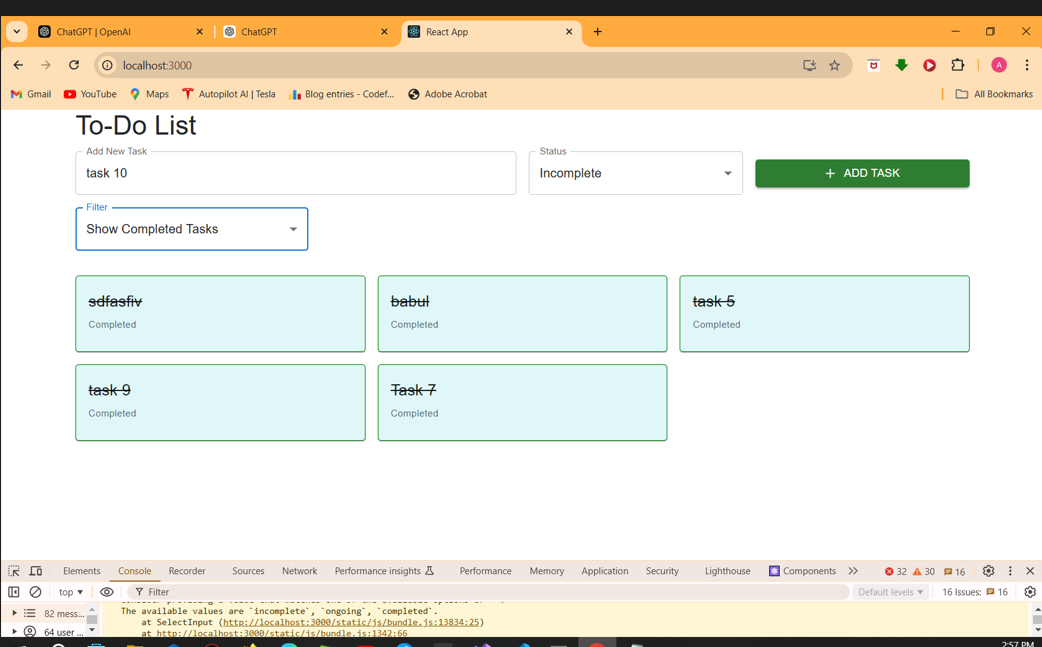 ChatGPT | OpenAI
ChatGPT
React App
localhost:3000
A
Gmail
YouTube
Maps
Autopilot AI | Tesla
Blog entries - Codef...
Adobe Acrobat
All Bookmarks
To-Do List
Add New Task
task 10
Status
Incomplete
+ ADD TASK
Filter
Show Completed Tasks
sdfasfiv
Completed
babul
Completed
task 5
Completed
task 9
Completed
Task 7
Completed
Elements
Console
Recorder
Sources
Network
Performance insights
Performance
Memory
Application
Security
Lighthouse
Components
32
30
16
top
Filter
Default levels
16 Issues:
16
82 mess...
64 user ...
The available values are `incomplete`, `ongoing`, `completed`.
at SelectInput (http://localhost:3000/static/js/bundle.js:13834:25)
at http://localhost:3000/static/js/bundle.js:1342:66
2:57 PM